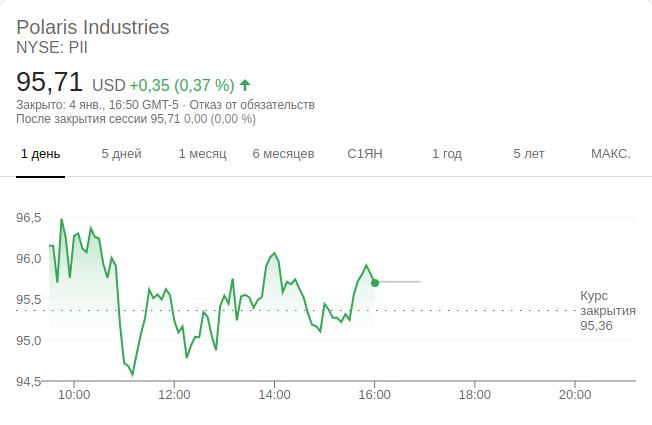 Polaris Industries
NYSE: PII
95,71 USD +0,35 (0,37 %)
Закрыто: 4 янв., 16:50 GMT-5 · Отказ от обязательств
После закрытия сессии 95,71 0,00 (0,00 %)
1 день 5 дней 1 месяц 6 месяцев С1ЯН 1 год 5 лет МАКС.
96,5
96,0
95,5
Курс
закрытия
95,36
95,0
94,5
10:00 12:00 14:00 16:00 18:00 20:00